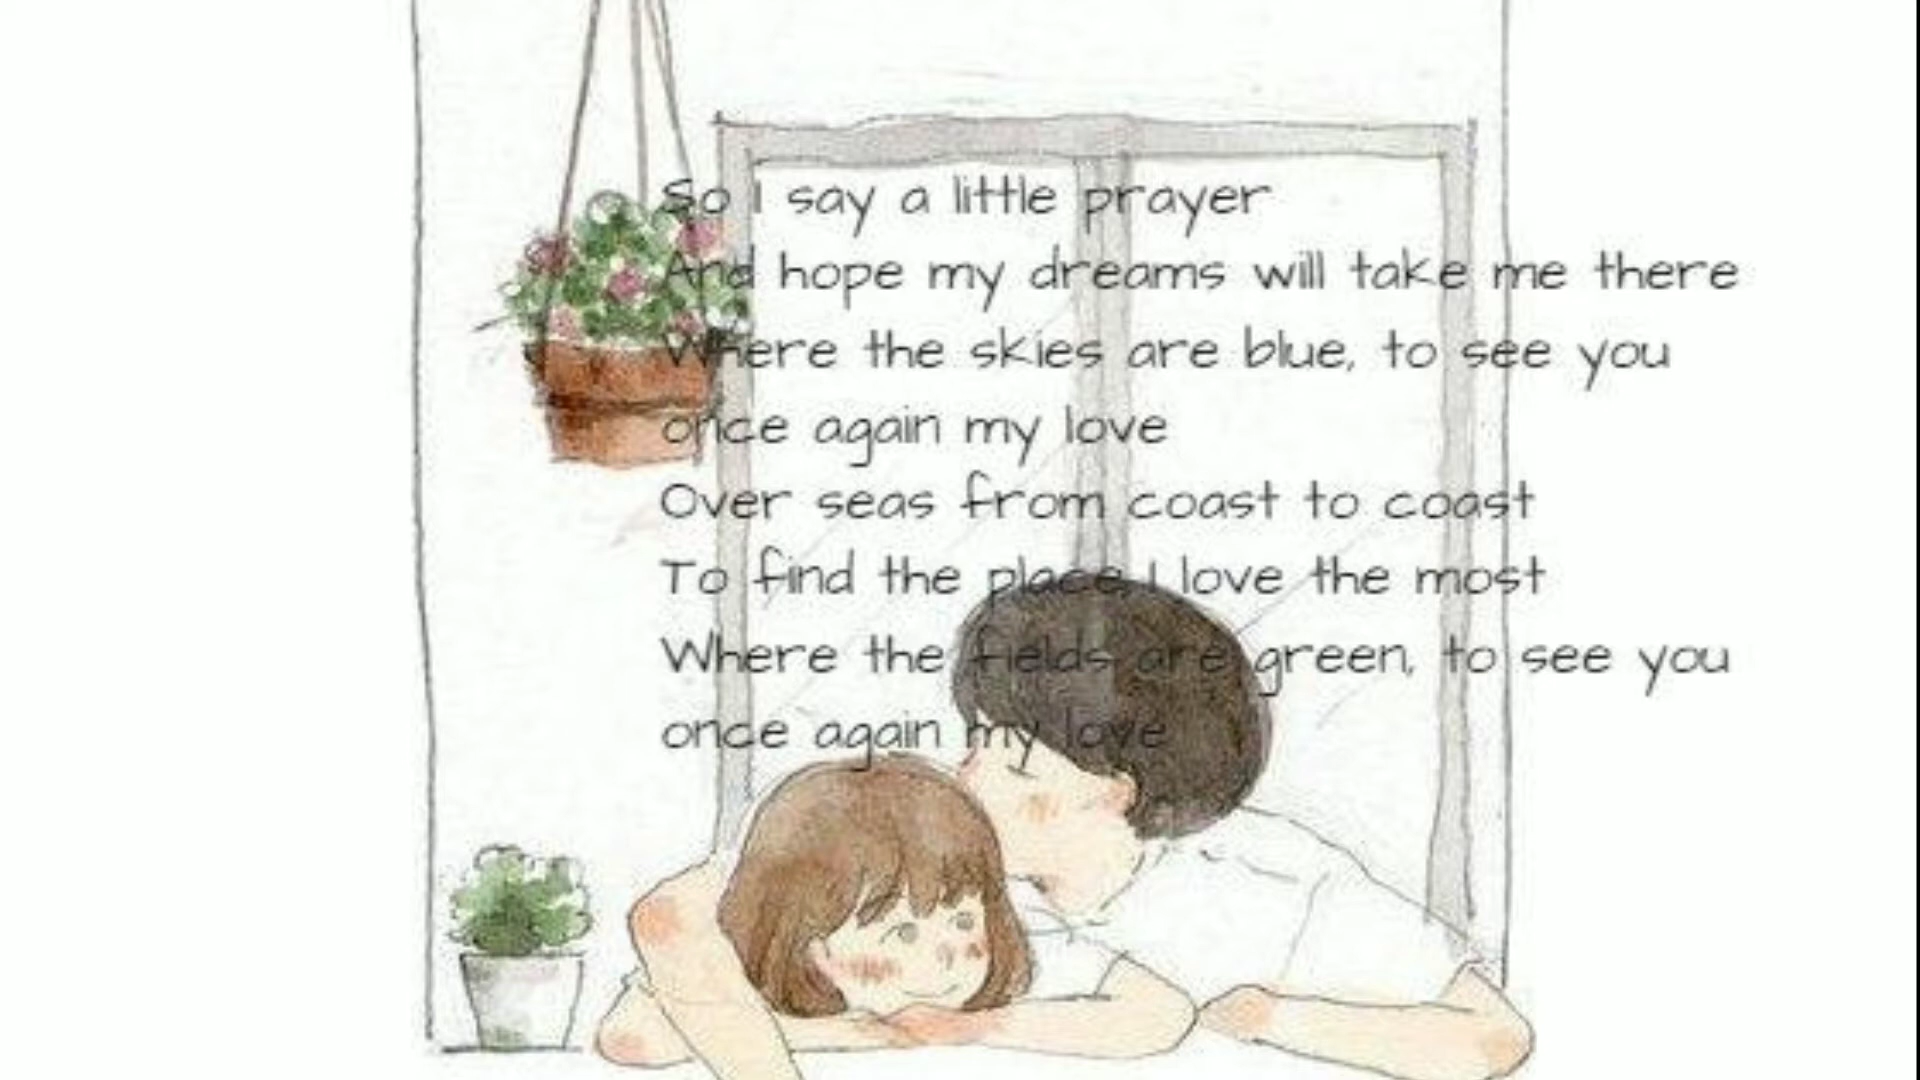 So I say a little prayer
And hope my dreams will take me there
Where the skies are blue, to see you
once again my love
Over seas from coast to coast
To find the place I love the most
Where the fields are green, to see you
once again my love